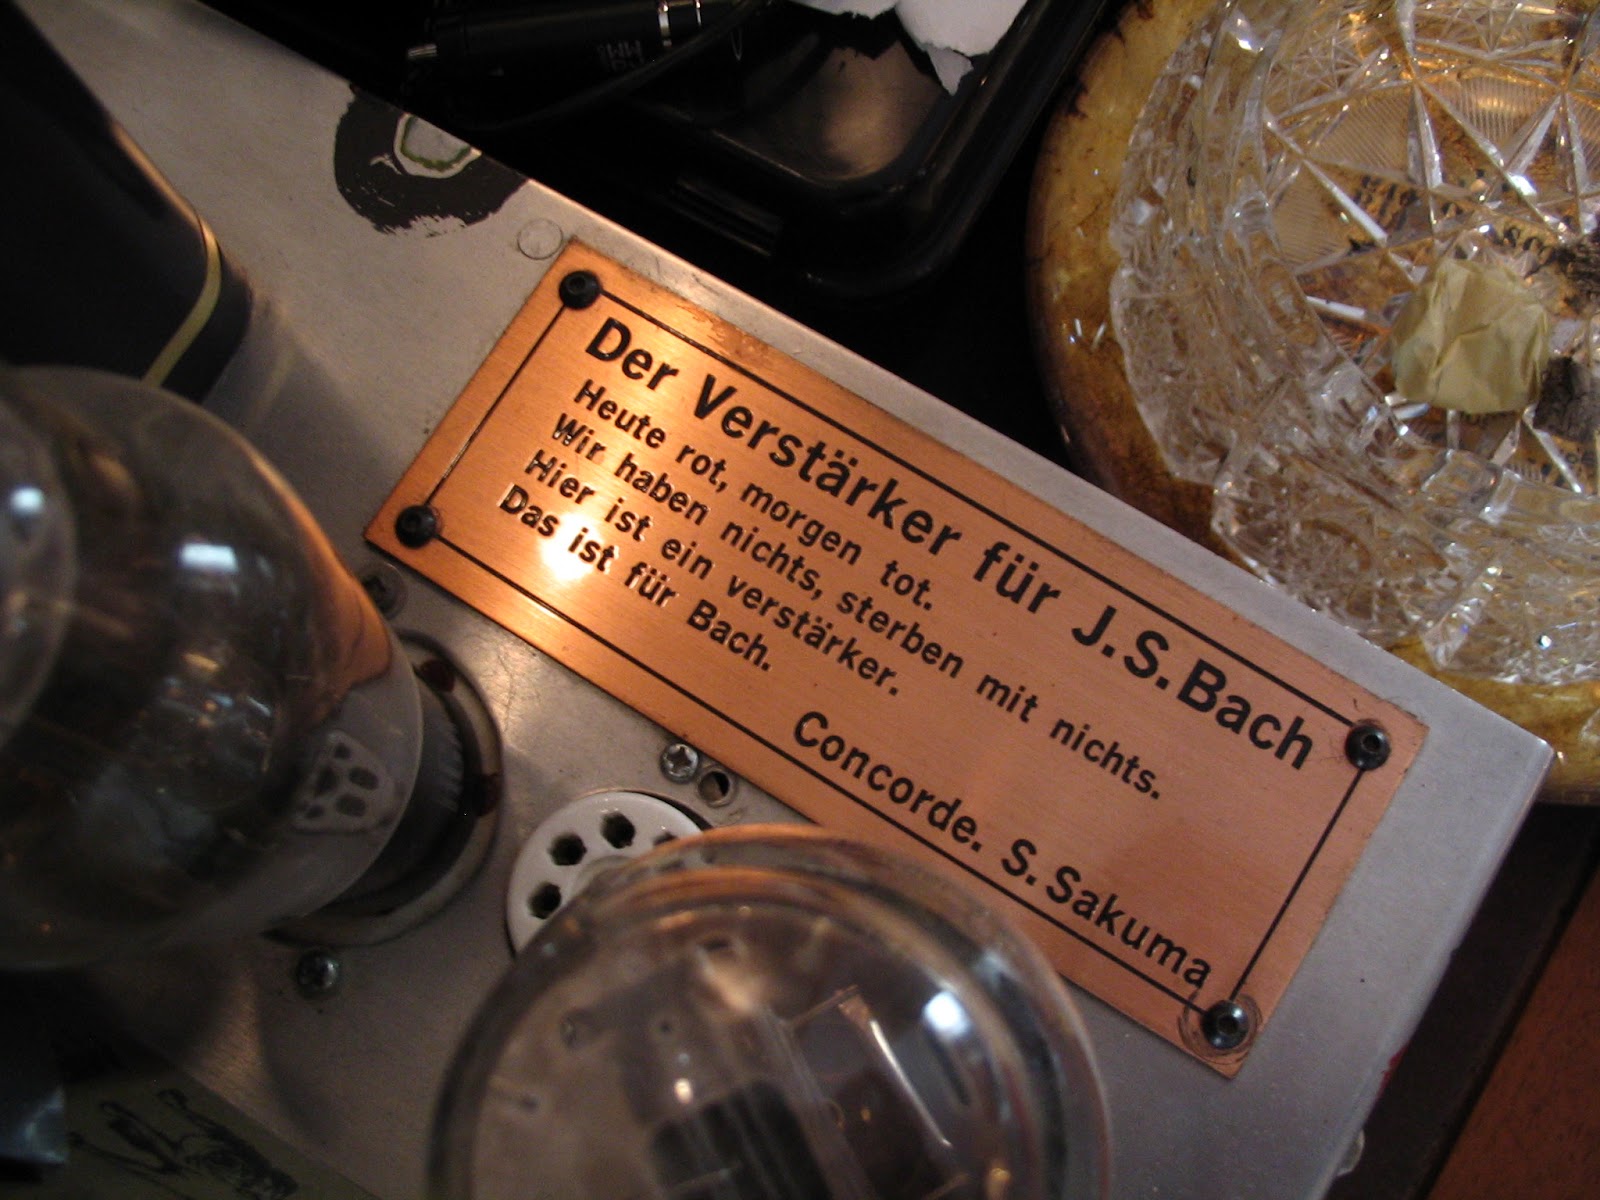 Der Verstärker für J.S.Bach
Heute rot, morgen tot.
Wir haben nichts, sterben mit nichts.
Hier ist ein verstärker.
Das ist für Bach.
Concorde. S.Sakuma